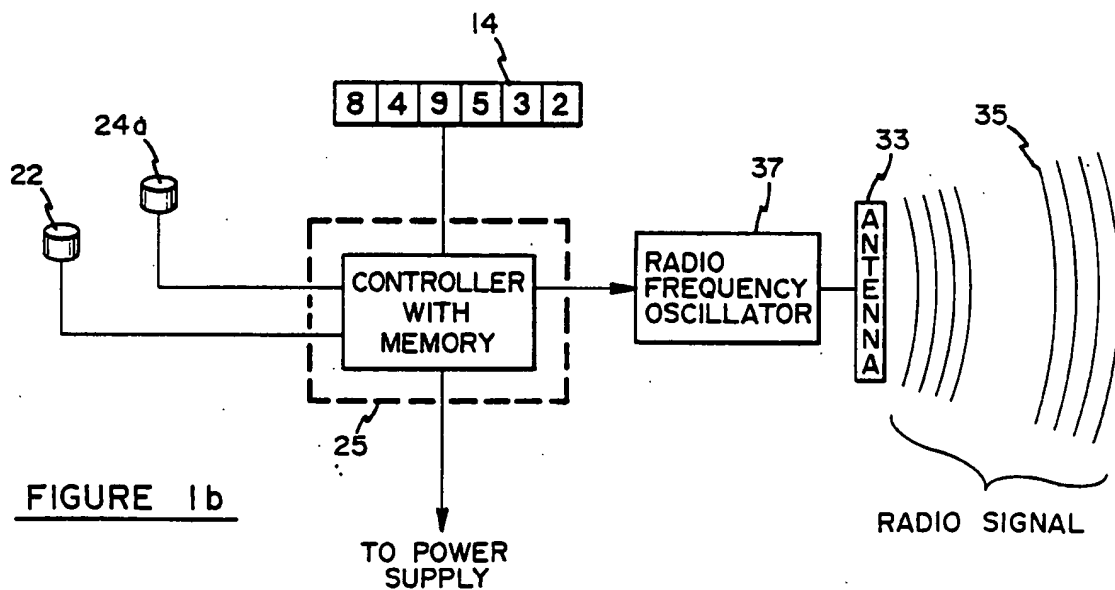 14
8 4 9 5 3 2
24a
22
37
33
35
CONTROLLER
WITH
MEMORY
RADIO
FREQUENCY
OSCILLATOR
ANTENNA
25
FIGURE 1b
RADIO SIGNAL
TO POWER
SUPPLY